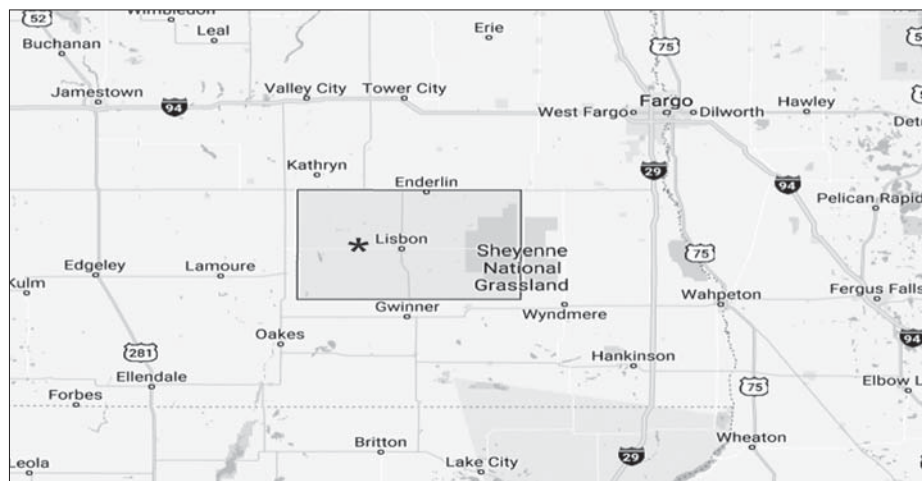 52
Wimbledon
Leal
Erie
75
Buchanan
Jamestown
94
Valley City
Tower City
West Fargo
Fargo
Dilworth
Hawley
Kathryn
29
94
Enderlin
Pelican Rapid
*
Lisbon
Sheyenne
National
Grassland
75
Edgeley
Lamoure
Kulm
Gwinner
Wyndmere
Wahpeton
Fergus Falls
Oakes
281
Hankinson
94
Ellendale
75
Forbes
Elbow L
Britton
Wheaton
Leola
Lake City
29